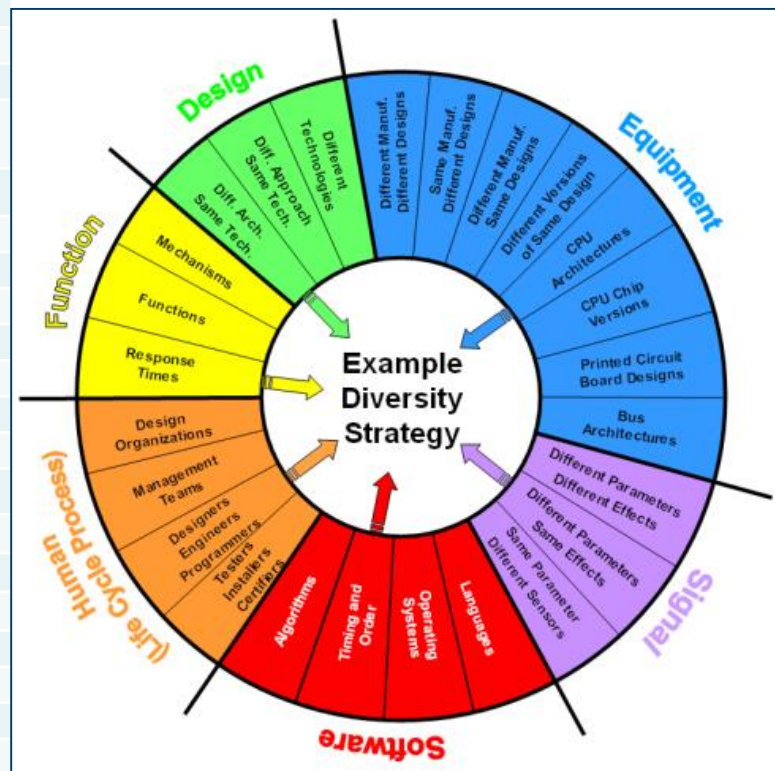 Design
Different
Technologies
Diff. Approach
Same Tech.
Diff. Arch.
Same Tech.
Equipment
Different Manuf.
Different Designs
Same Manuf.
Different Designs
Different Manuf.
Same Designs
Different Versions
of Same Design
CPU
Architectures
CPU Chip
Versions
Printed Circuit
Board Designs
Bus
Architectures
Signal
Different Parameters
Different Effects
Different Parameters
Same Effects
Same Parameter
Different Sensors
Software
Languages
Operating
Systems
Timing and
Order
Algorithms
Human
(Life Cycle Process)
Testers
Installers
Certifiers
Designers
Engineers
Programmers
Management
Teams
Design
Organizations
Function
Response
Times
Functions
Mechanisms
Example
Diversity
Strategy